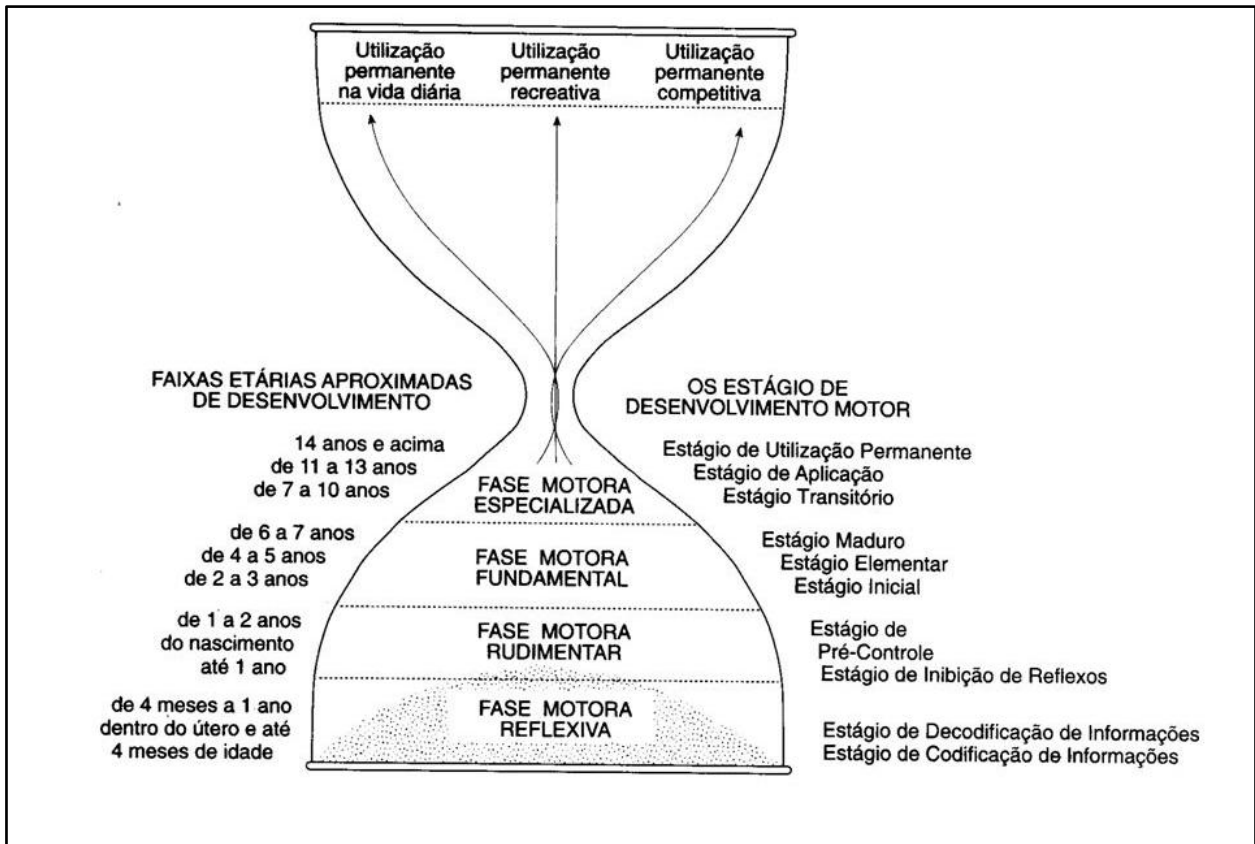 Utilização
permanente
na vida diária
Utilização
permanente
recreativa
Utilização
permanente
competitiva
FAIXAS ETÁRIAS APROXIMADAS
DE DESENVOLVIMENTO
OS ESTÁGIO DE
DESENVOLVIMENTO MOTOR
14 anos e acima
de 11 a 13 anos
de 7 a 10 anos
FASE MOTORA
ESPECIALIZADA
Estágio de Utilização Permanente
Estágio de Aplicação
Estágio Transitório
de 6 a 7 anos
de 4 a 5 anos
de 2 a 3 anos
FASE MOTORA
FUNDAMENTAL
Estágio Maduro
Estágio Elementar
Estágio Inicial
de 1 a 2 anos
do nascimento
até 1 ano
FASE MOTORA
RUDIMENTAR
Estágio de
Pré-Controle
Estágio de Inibição de Reflexos
de 4 meses a 1 ano
dentro do útero e até
4 meses de idade
FASE MOTORA
REFLEXIVA
Estágio de Decodificação de Informações
Estágio de Codificação de Informações